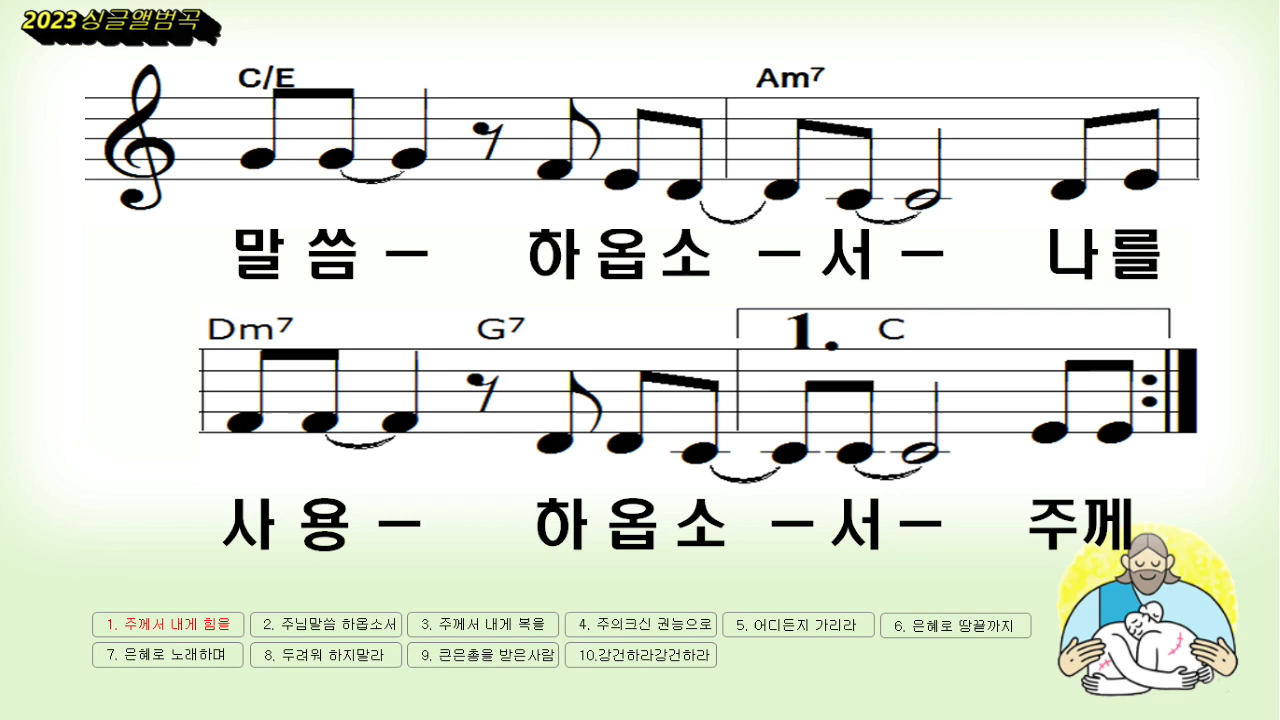 2023 싱글앨범곡
C/E Am7
말 씀 - 하 옵 소 - 서 - 나 를
Dm7 G7 1. C
사 용 - 하 옵 소 - 서 - 주께
1. 주께서 내게 힘을 2. 주님말씀 하옵소서 3. 주께서 내게 복을 4. 주의크신 권능으로 5. 어디든지 가리라 6. 은혜로 땅끝까지
7. 은혜로 노래하며 8. 두려워 하지말라 9. 큰은총을 받은사람 10.강건하라강건하라